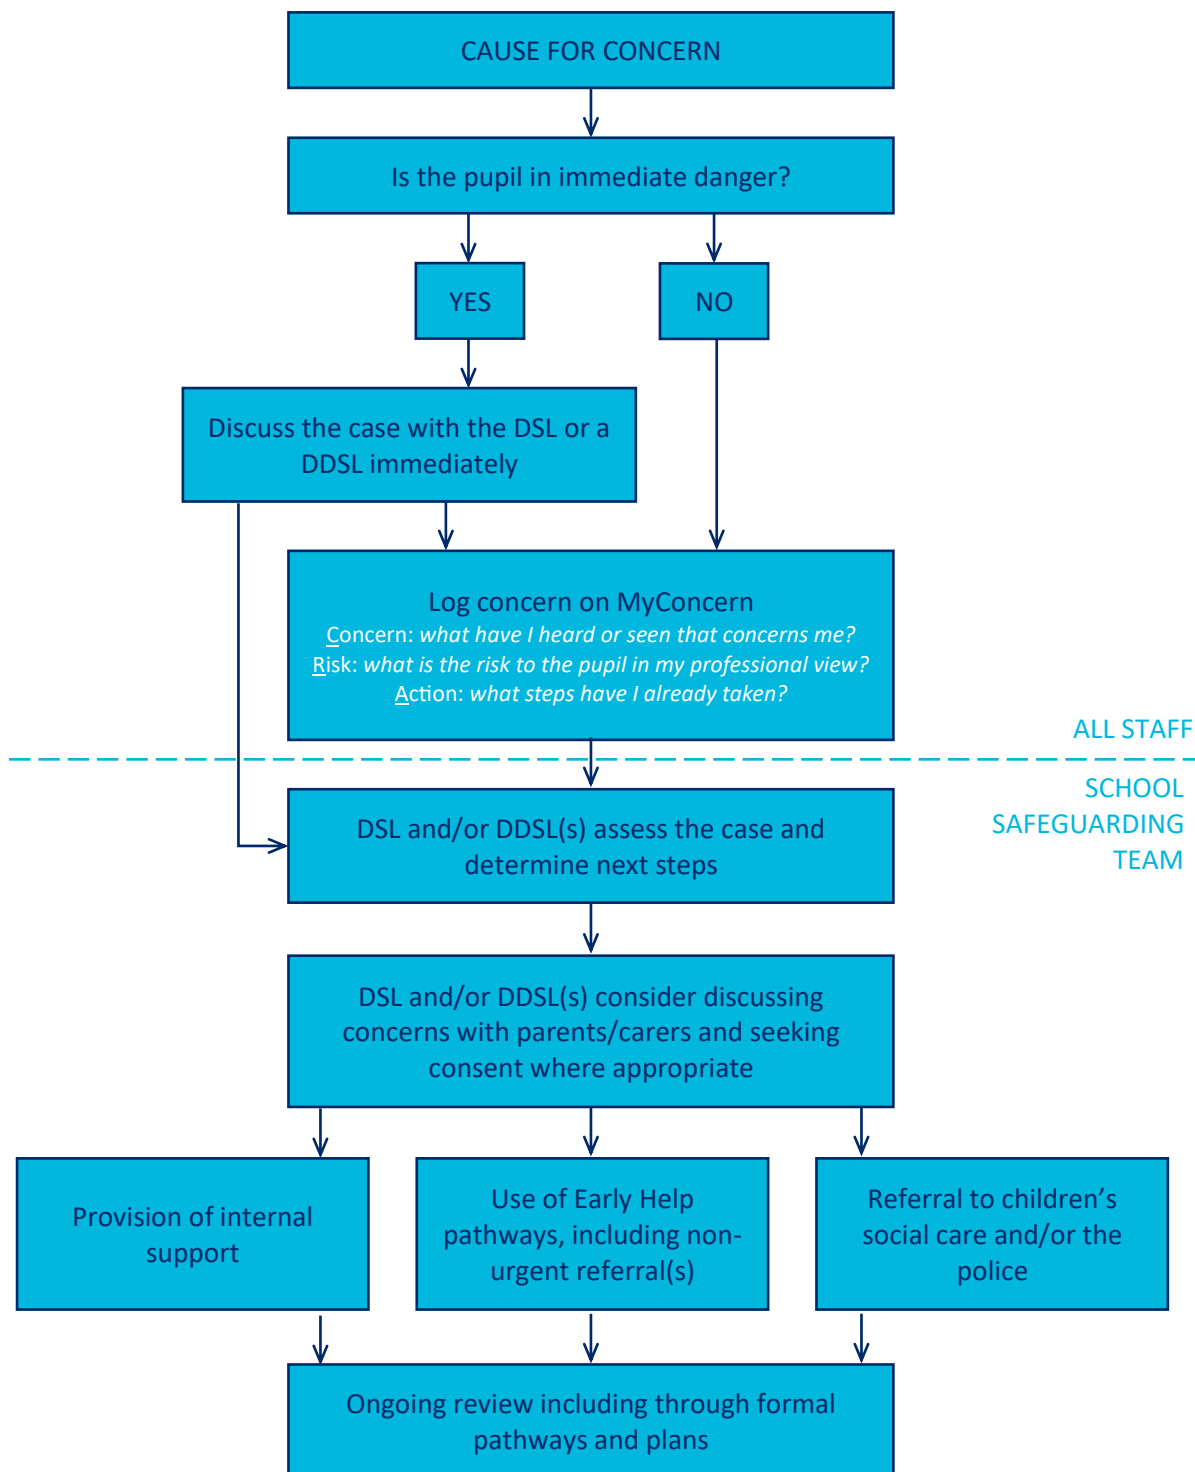 CAUSE FOR CONCERN
Is the pupil in immediate danger?
YES
NO
Discuss the case with the DSL or a
DDSL immediately
Log concern on MyConcern
Concern: what have I heard or seen that concerns me?
Risk: what is the risk to the pupil in my professional view?
Action: what steps have I already taken?
ALL STAFF
SCHOOL
SAFEGUARDING
TEAM
DSL and/or DDSL(s) assess the case and
determine next steps
DSL and/or DDSL(s) consider discussing
concerns with parents/carers and seeking
consent where appropriate
Provision of internal
support
Use of Early Help
pathways, including non-
urgent referral(s)
Referral to children’s
social care and/or the
police
Ongoing review including through formal
pathways and plans